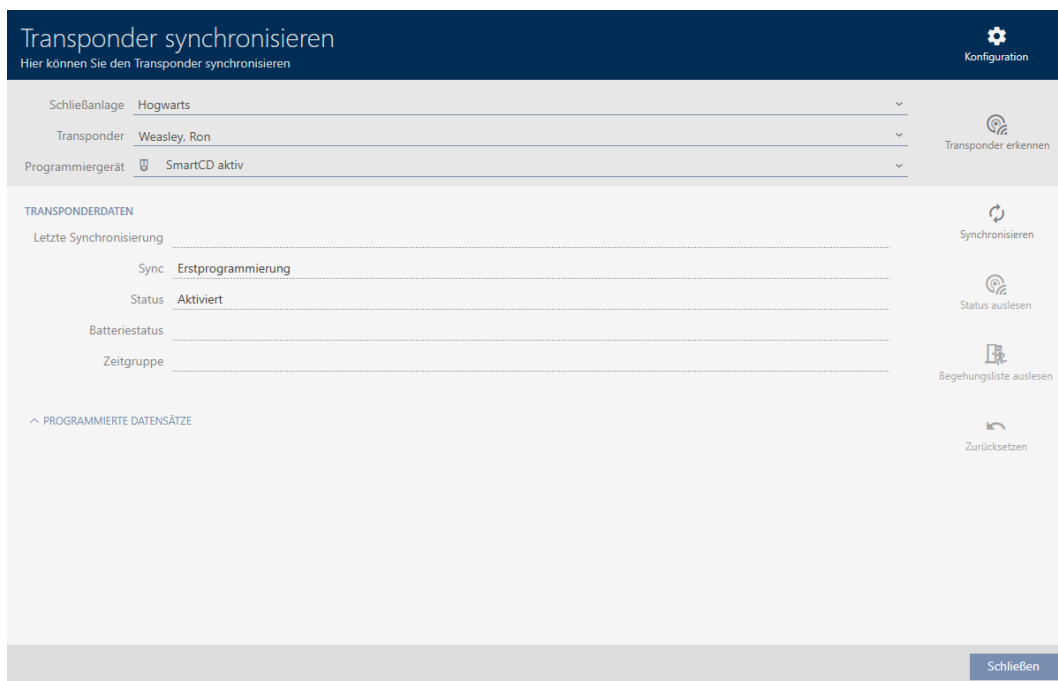 Transponder synchronisieren
Hier können Sie den Transponder synchronisieren
Konfiguration
Schließanlage Hogwarts
Transponder Weasley, Ron
Programmiergerät SmartCD aktiv
Transponder erkennen
TRANSPONDERDATEN
Letzte Synchronisierung
Sync Erstprogrammierung
Status Aktiviert
Batteriestatus
Zeitgruppe
PROGRAMMIERTE DATENSÄTZE
Synchronisieren
Status auslesen
Begehungsliste auslesen
Zurücksetzen
Schließen